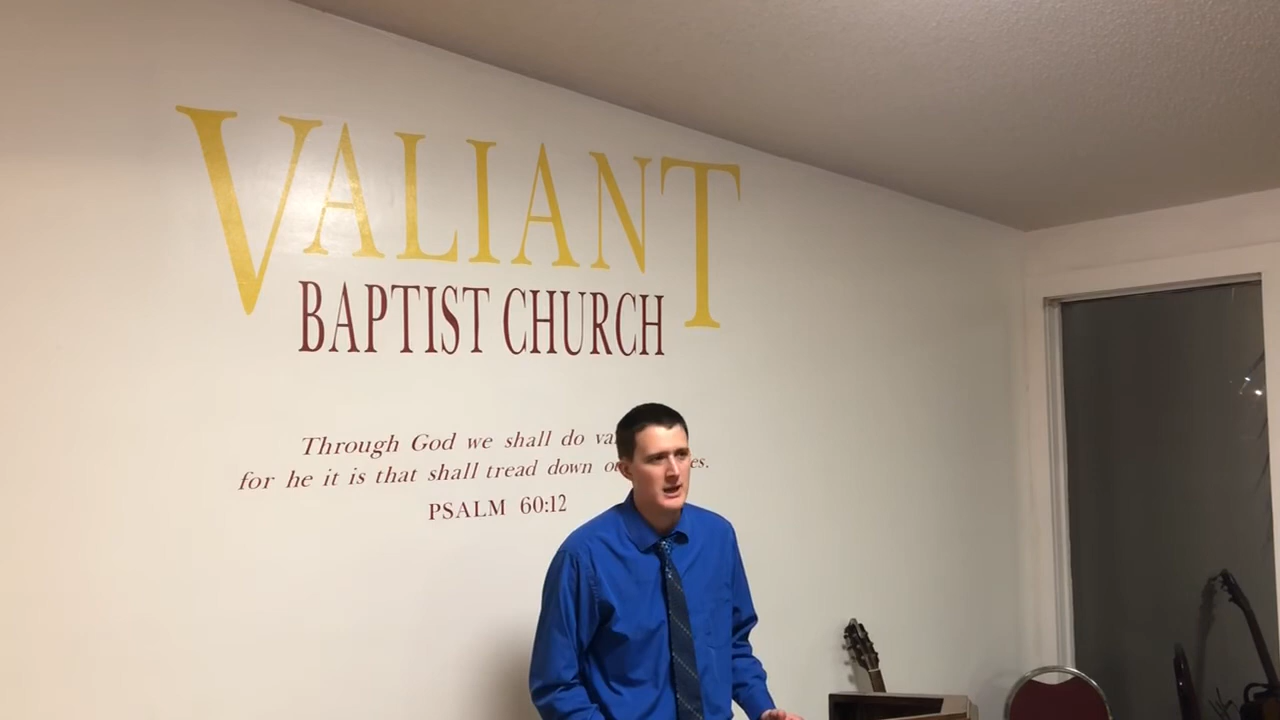 VALIANT
BAPTIST CHURCH
Through God we shall do
for he it is that shall tread down
PSALM 60:12